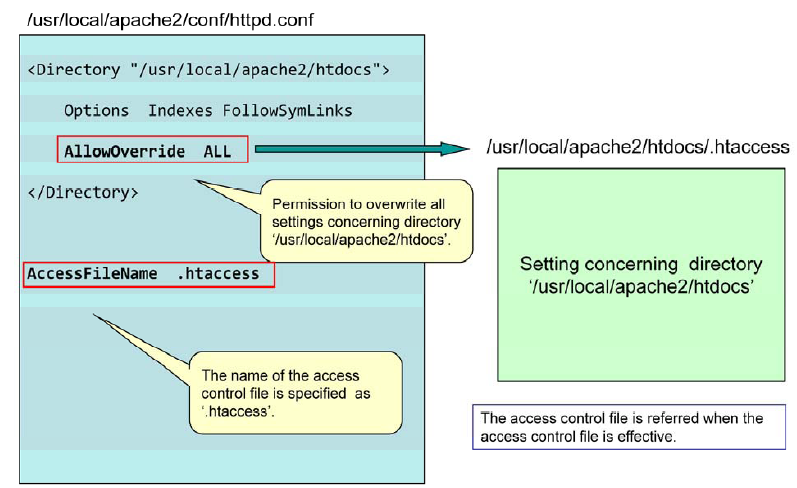 /usr/local/apache2/conf/httpd.conf
<Directory "/usr/local/apache2/htdocs">
Options  Indexes FollowSymLinks
AllowOverride  ALL
</Directory>
Permission to overwrite all
settings concerning directory
‘/usr/local/apache2/htdocs’.
AccessFileName  .htaccess
The name of the access
control file is specified  as
‘.htaccess’.
/usr/local/apache2/htdocs/.htaccess
Setting concerning  directory
‘/usr/local/apache2/htdocs’
The access control file is referred when the
access control file is effective.